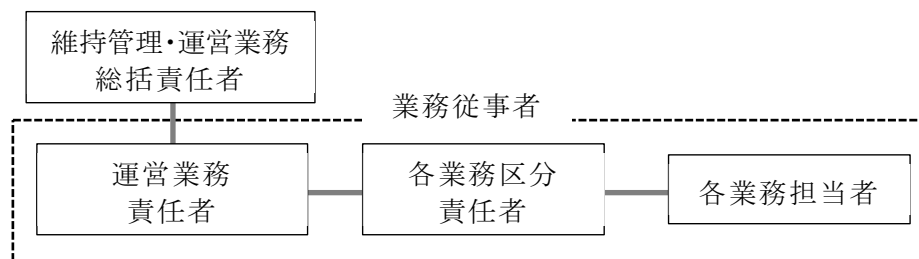 維持管理・運営業務
総括責任者
業務従事者
運営業務
責任者
各業務区分
責任者
各業務担当者